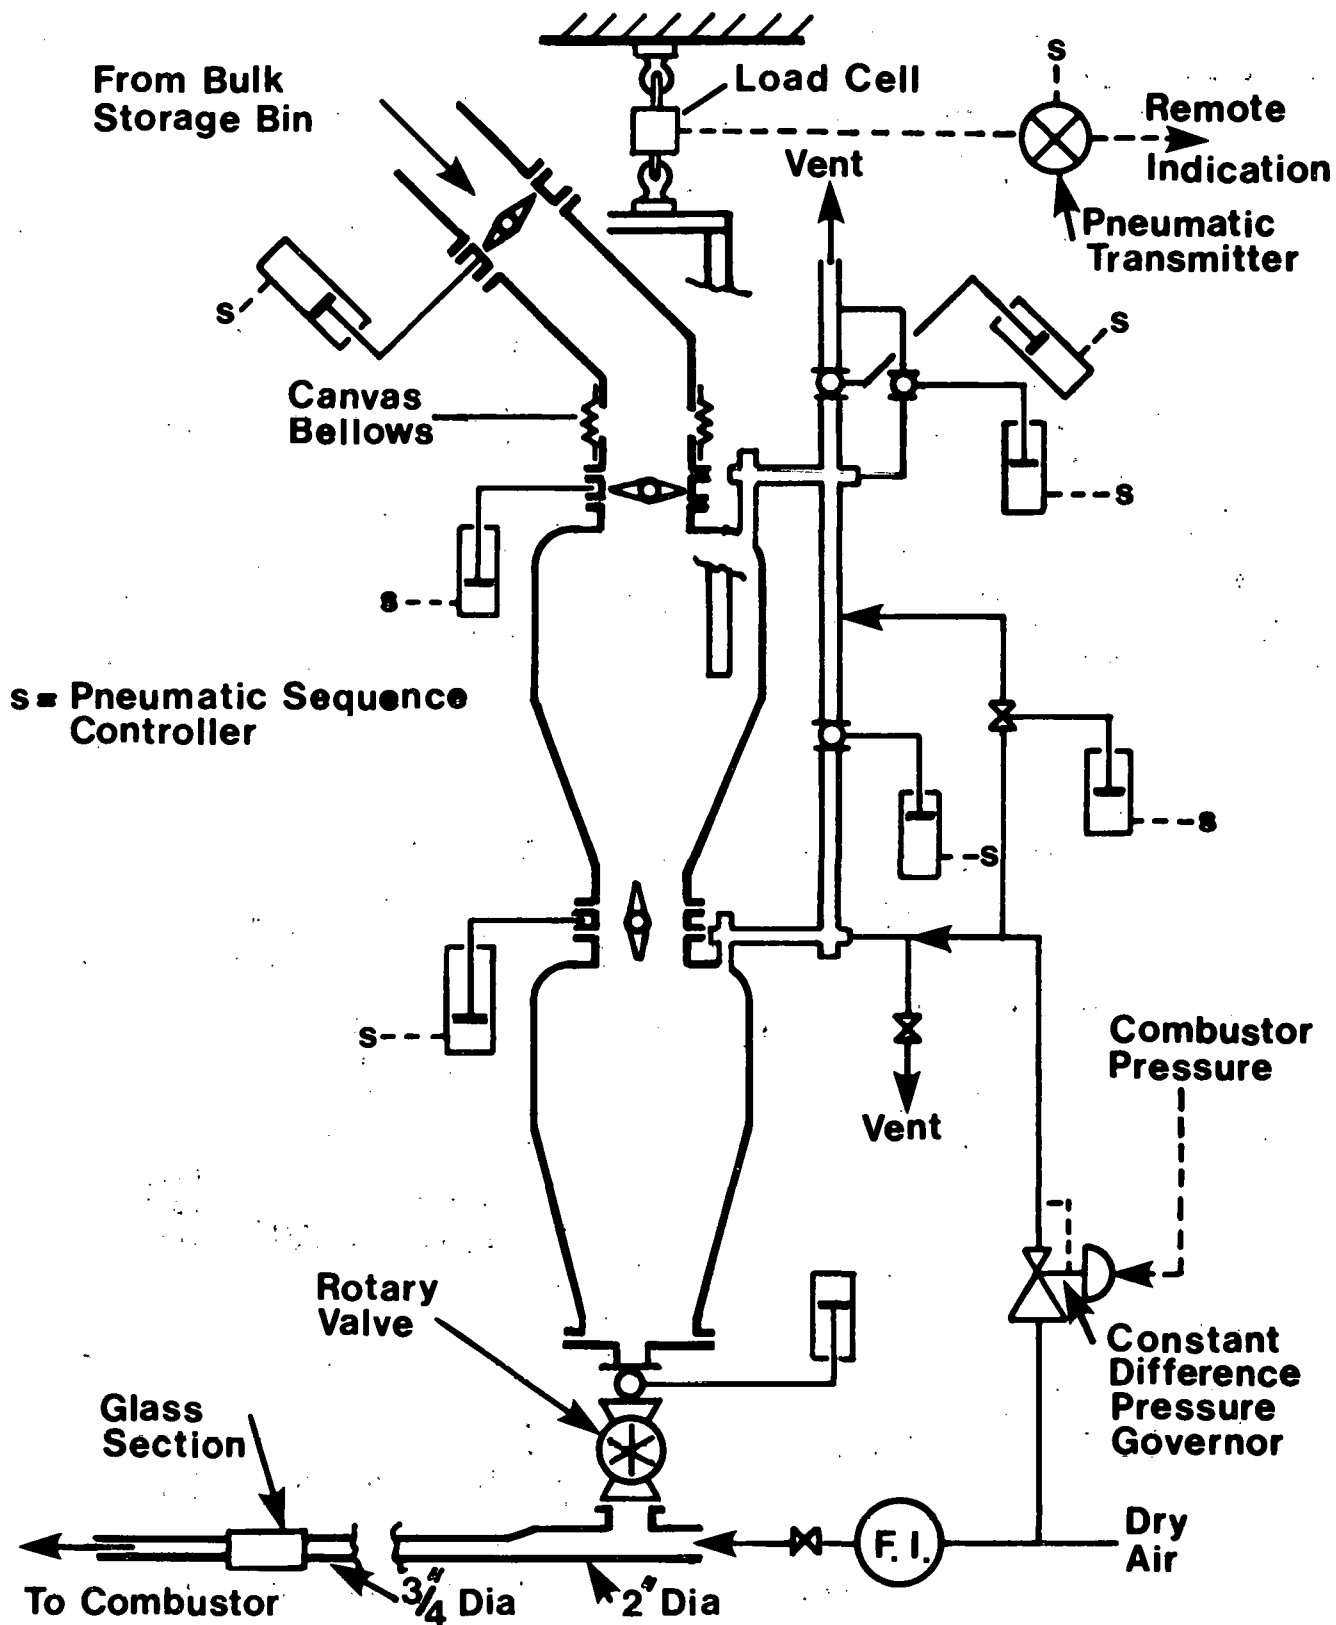 From Bulk
Storage Bin
Load Cell
S
Remote
Indication
Vent
Pneumatic
Transmitter
S
S
Canvas
Bellows
S
S
s = Pneumatic Sequence
Controller
S
S
S
Combustor
Pressure
Vent
Rotary
Valve
Constant
Difference
Pressure
Governor
Glass
Section
F. I.
Dry
Air
To Combustor
3/4" Dia
2" Dia